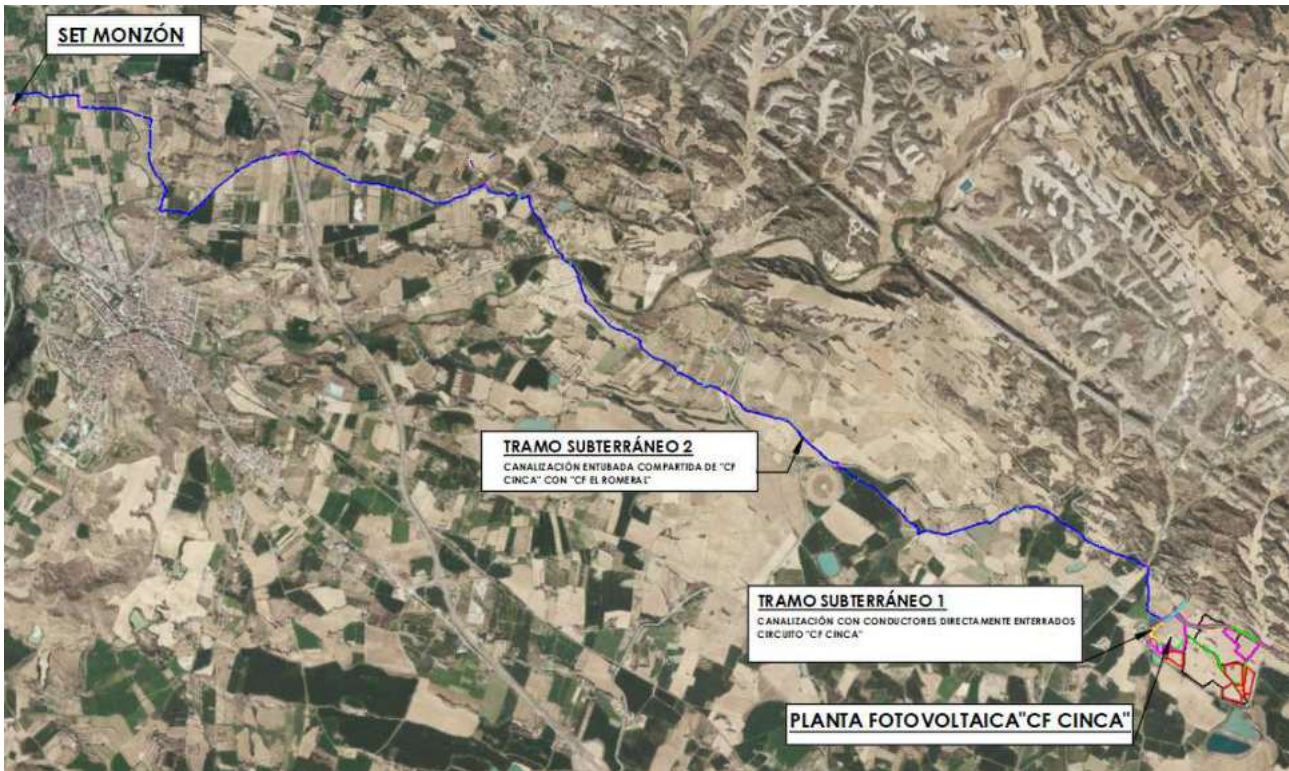 SET MONZÓN
TRAMO SUBTERRÁNEO 2
CANALIZACIÓN ENTUBADA COMPARTIDA DE "CF
CINCA" CON "CF EL ROMERAL"
TRAMO SUBTERRÁNEO 1
CANALIZACIÓN CON CONDUCTORES DIRECTAMENTE ENTERRADOS
CIRCUITO "CF CINCA"
PLANTA FOTOVOLTAICA"CF CINCA"